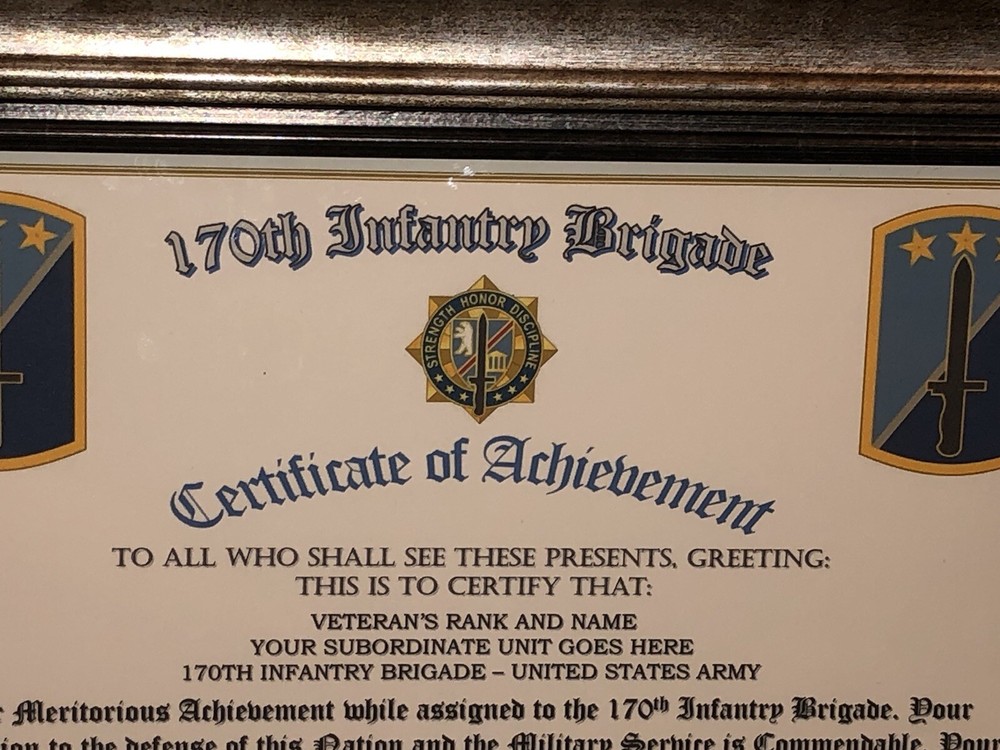 170th Infantry Brigade
STRENGTH HONOR DISCIPLINE
Certificate of Achievement
TO ALL WHO SHALL SEE THESE PRESENTS, GREETING:
THIS IS TO CERTIFY THAT:
VETERAN'S RANK AND NAME
YOUR SUBORDINATE UNIT GOES HERE
170TH INFANTRY BRIGADE – UNITED STATES ARMY
Meritorious Achievement while assigned to the 170th Infantry Brigade. Your
to the defense of this Nation and the Military Service is Commendable. Your